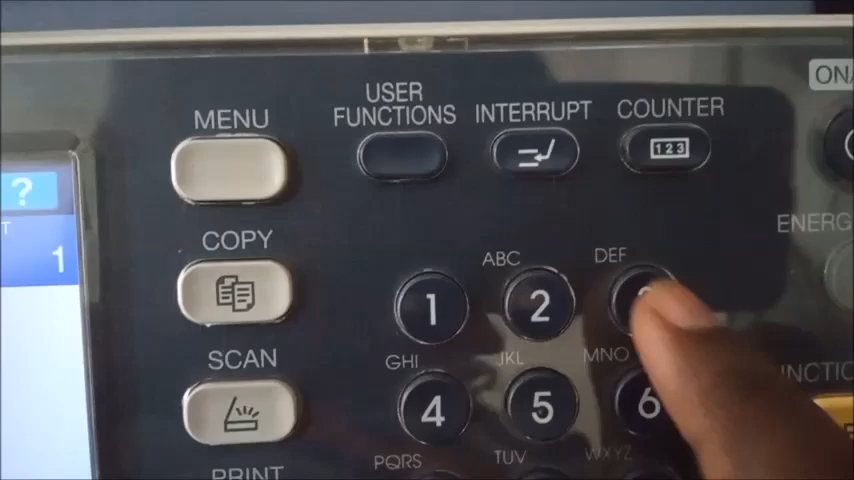 ON/
USER
FUNCTIONS
MENU
INTERRUPT
COUNTER
123
?
T
1
ENERG
COPY
ABC
DEF
1
2
SCAN
GHI
JKL
MNO
NCTIO
4
5
6
PRINT
PQRS
TUV
WXYZ